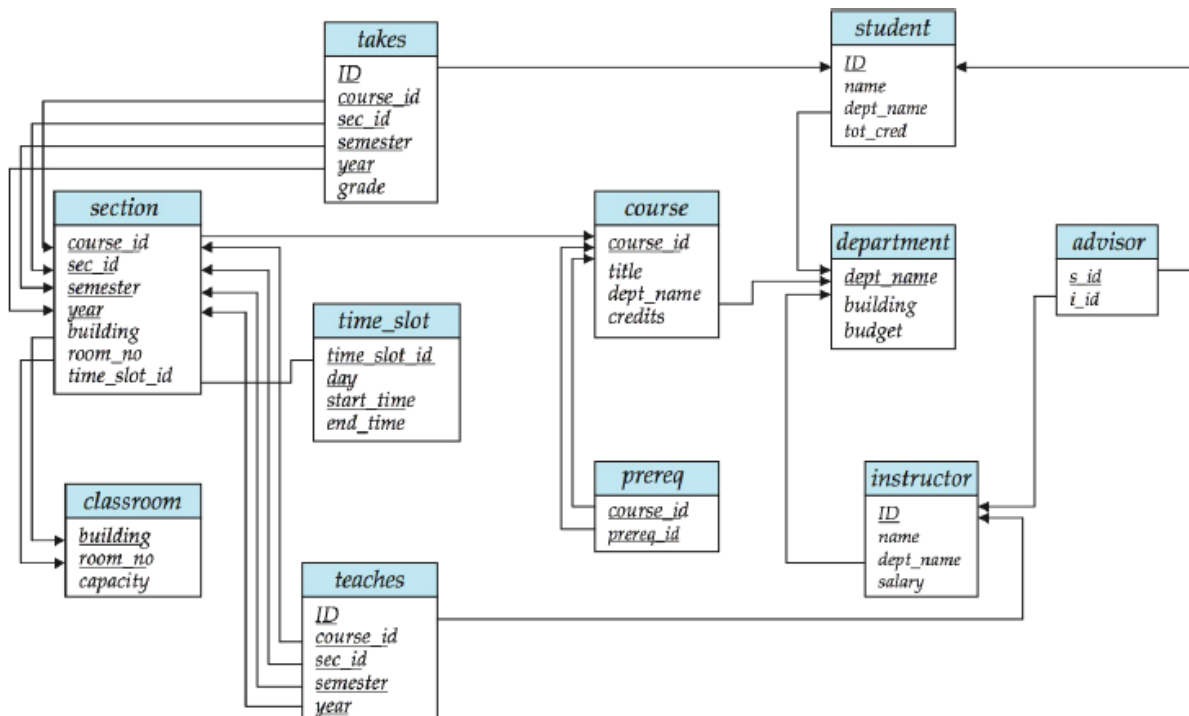 takes
ID
course_id
sec_id
semester
year
grade
student
ID
name
dept_name
tot_cred
section
course_id
sec_id
semester
year
building
room_no
time_slot_id
course
course_id
title
dept_name
credits
department
dept_name
building
budget
advisor
s_id
i_id
time_slot
time_slot_id
day
start_time
end_time
prereq
course_id
prereq_id
instructor
ID
name
dept_name
salary
classroom
building
room_no
capacity
teaches
ID
course_id
sec_id
semester
year